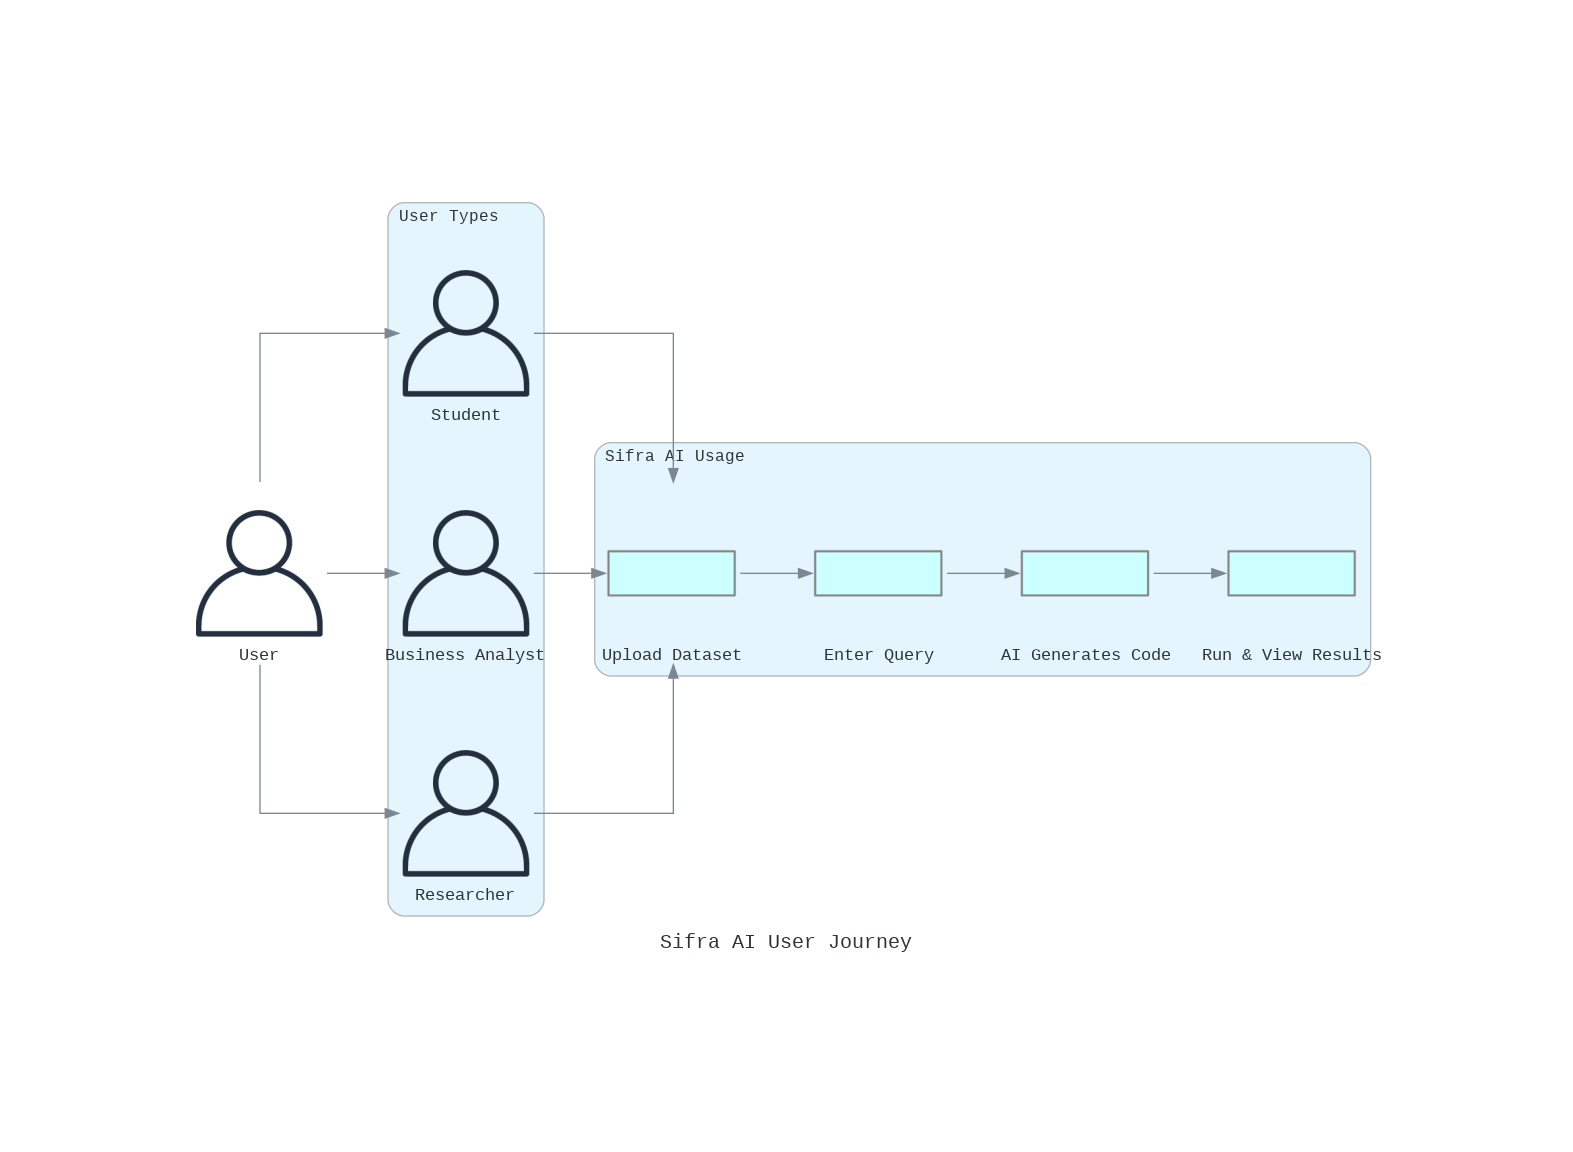 User Types
Student
Sifra AI Usage
User
Business Analyst
Upload Dataset
Enter Query
AI Generates Code
Run & View Results
Researcher
Sifra AI User Journey